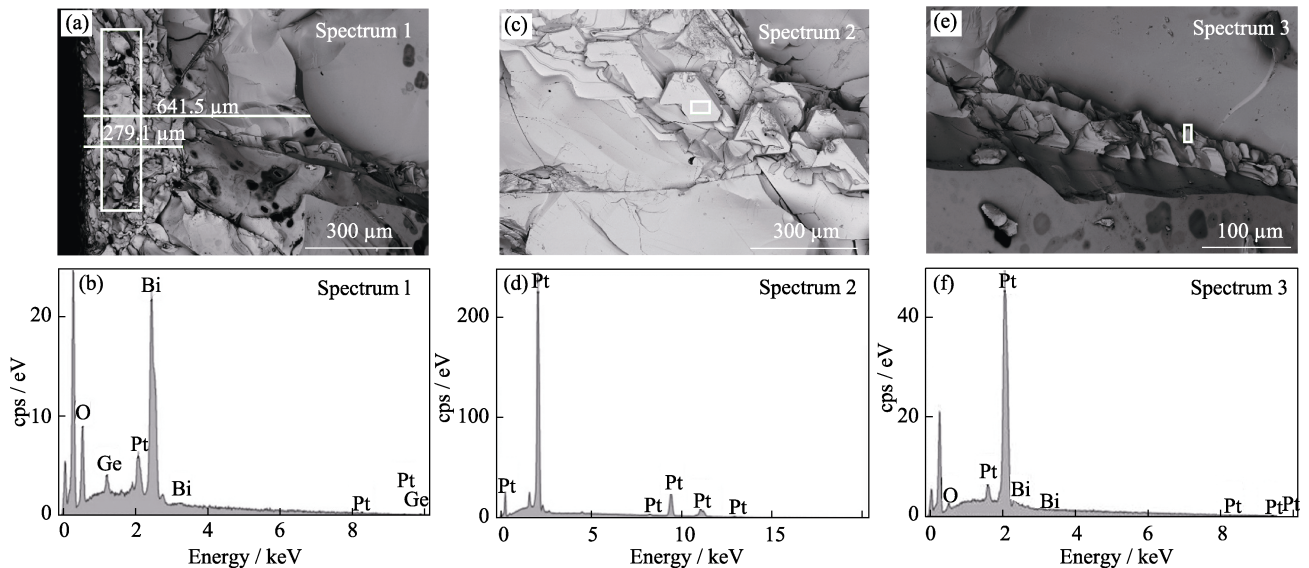 (a) Spectrum 1
641.5 µm
279.1 µm
300 µm
(c) Spectrum 2
300 µm
(e) Spectrum 3
100 µm
(b) Bi Spectrum 1
20
10
0
O
Ge
Pt
Bi
Pt
Pt
Ge
cps / eV
0 2 4 6 8 10
Energy / keV
(d) Pt Spectrum 2
200
100
0
Pt
Pt
Pt
Pt
Pt
cps / eV
5 10 15
Energy / keV
(f) Pt Spectrum 3
40
20
0
O
Pt
Bi
Bi
Pt
Pt
Pt
cps / eV
0 2 4 6 8 10
Energy / keV